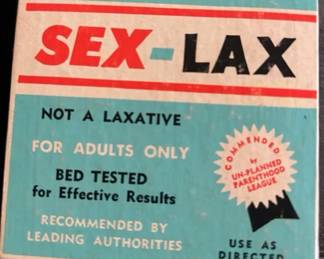 SEX-LAX
NOT A LAXATIVE
FOR ADULTS ONLY
BED TESTED
for Effective Results
RECOMMENDED BY
LEADING AUTHORITIES
COMMENDED
by
UN-PLANNED
PARENTHOOD
LEAGUE
USE AS
DIRECTED